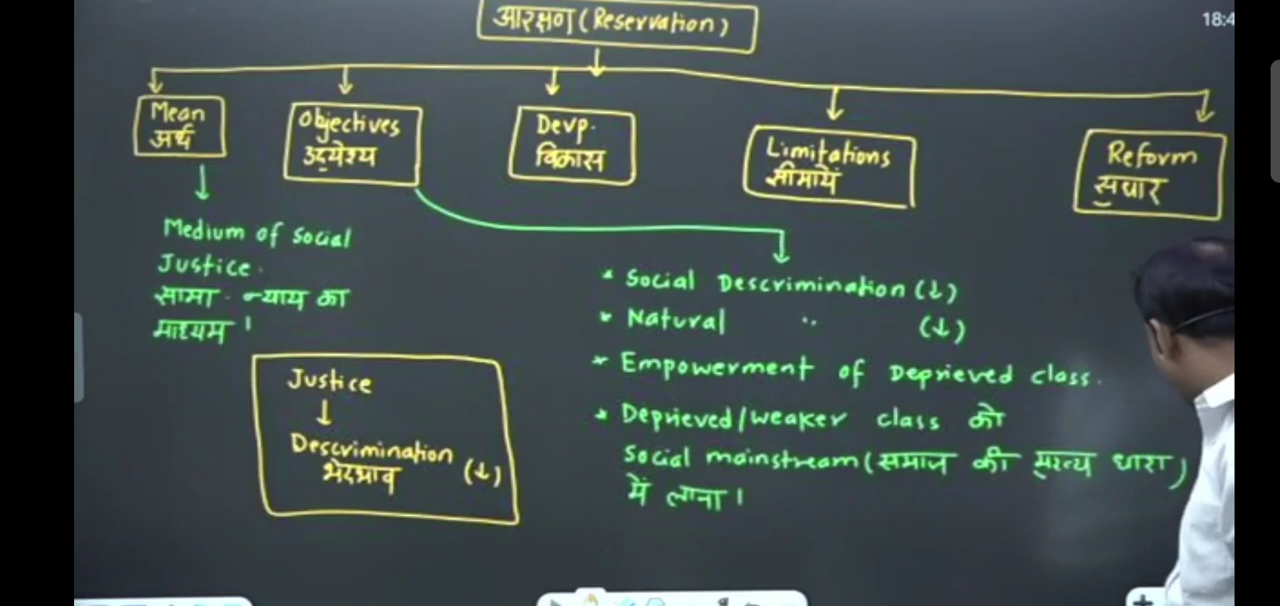 आरक्षण (Reservation)
18:4
Mean
अर्थ
Objectives
उद्येश्य
Devp.
विकास
Limitations
सीमायें
Reform
सुधार
Medium of Social
Justice.
सामा. न्याय का
माध्यम ।
* Social Descrimination (↓)
* Natural " (↓)
* Empowerment of Deprieved class.
* Deprieved/weaker class को
Social mainstream (समाज की मुख्य धारा)
में लाना ।
Justice
↓
Descrimination
भेदभाव (↓)